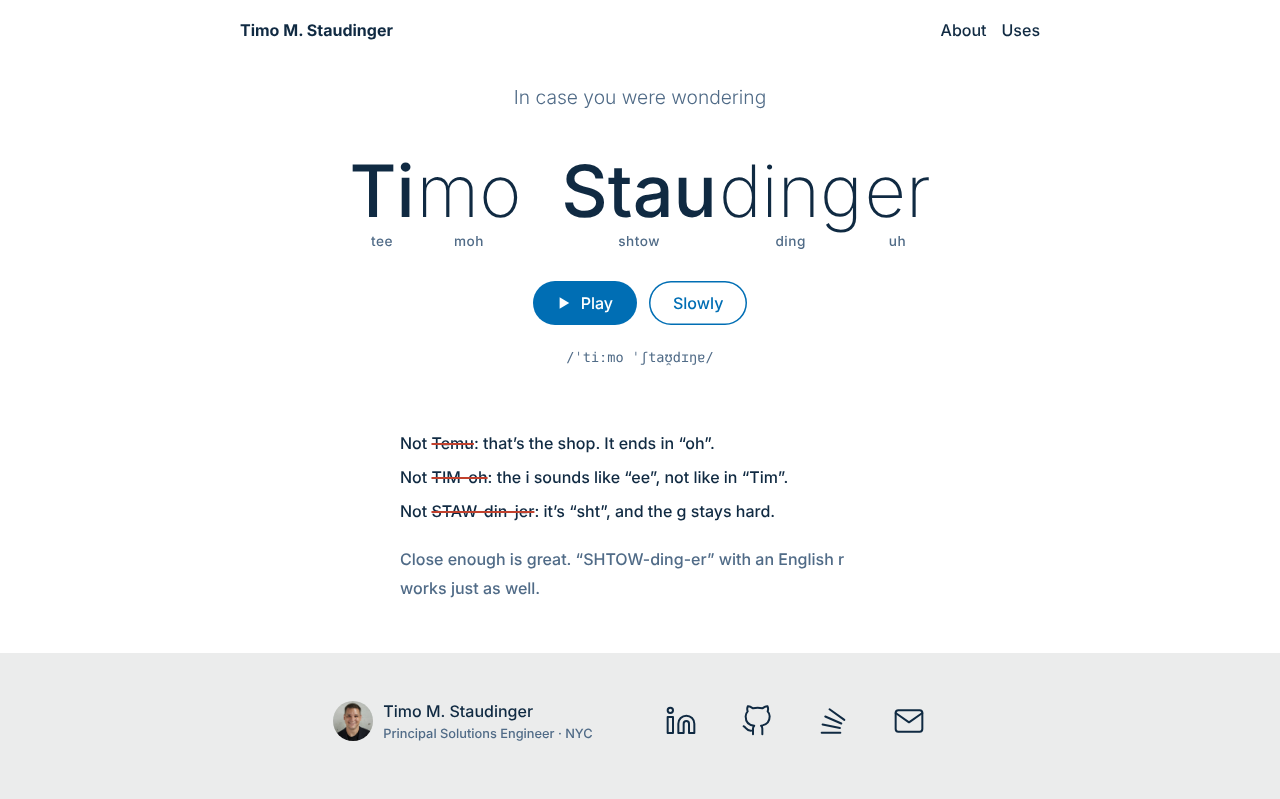 Timo M. Staudinger
About Uses
In case you were wondering
Timo Staudinger
tee moh shtow ding uh
Play Slowly
/ˈtiːmo ˈʃtaʊ̯dɪŋɐ/
Not Temu: that’s the shop. It ends in “oh”.
Not TIM-oh: the i sounds like “ee”, not like in “Tim”.
Not STAW-din-jer: it’s “sht”, and the g stays hard.
Close enough is great. “SHTOW-ding-er” with an English r
works just as well.
Timo M. Staudinger
Principal Solutions Engineer · NYC